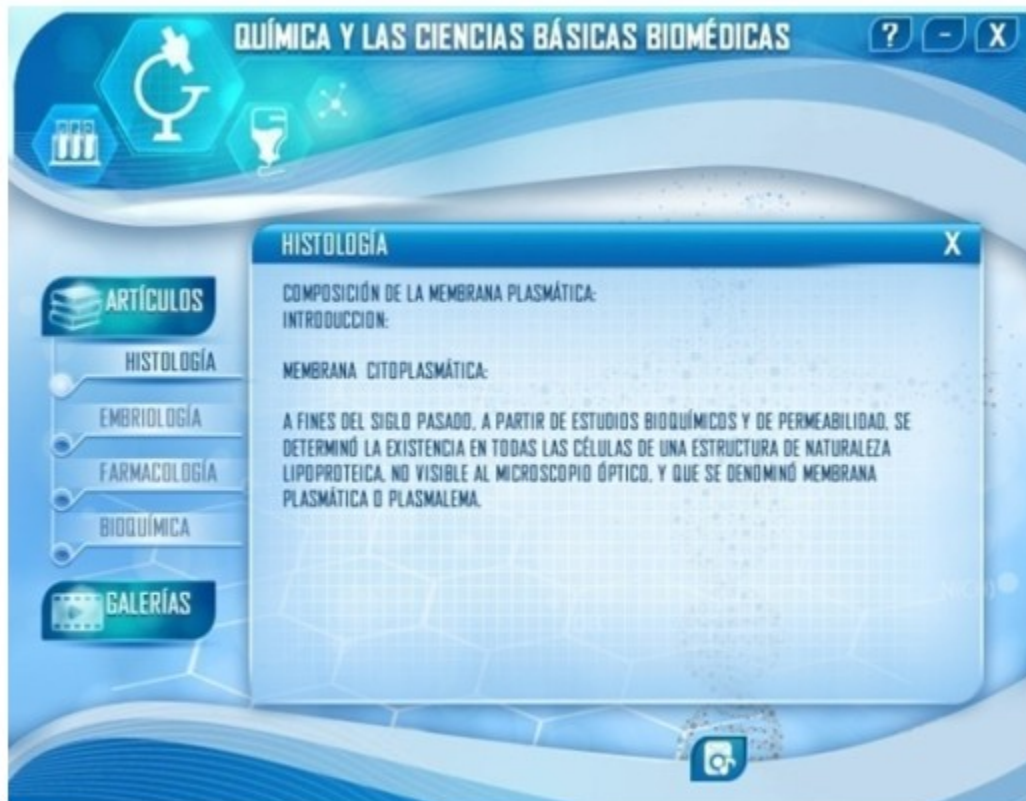 QUÍMICA Y LAS CIENCIAS BÁSICAS BIOMÉDICAS
? - X
HISTOLOGÍA X
COMPOSICIÓN DE LA MEMBRANA PLASMÁTICA:
INTRODUCCION:
MEMBRANA CITOPLASMÁTICA:
A FINES DEL SIGLO PASADO, A PARTIR DE ESTUDIOS BIOQUÍMICOS Y DE PERMEABILIDAD, SE
DETERMINÓ LA EXISTENCIA EN TODAS LAS CÉLULAS DE UNA ESTRUCTURA DE NATURALEZA
LIPOPROTEICA, NO VISIBLE AL MICROSCOPIO ÓPTICO, Y QUE SE DENOMINÓ MEMBRANA
PLASMÁTICA O PLASMALEMA.
ARTÍCULOS
HISTOLOGÍA
EMBRIOLOGÍA
FARMACOLOGÍA
BIOQUÍMICA
GALERÍAS